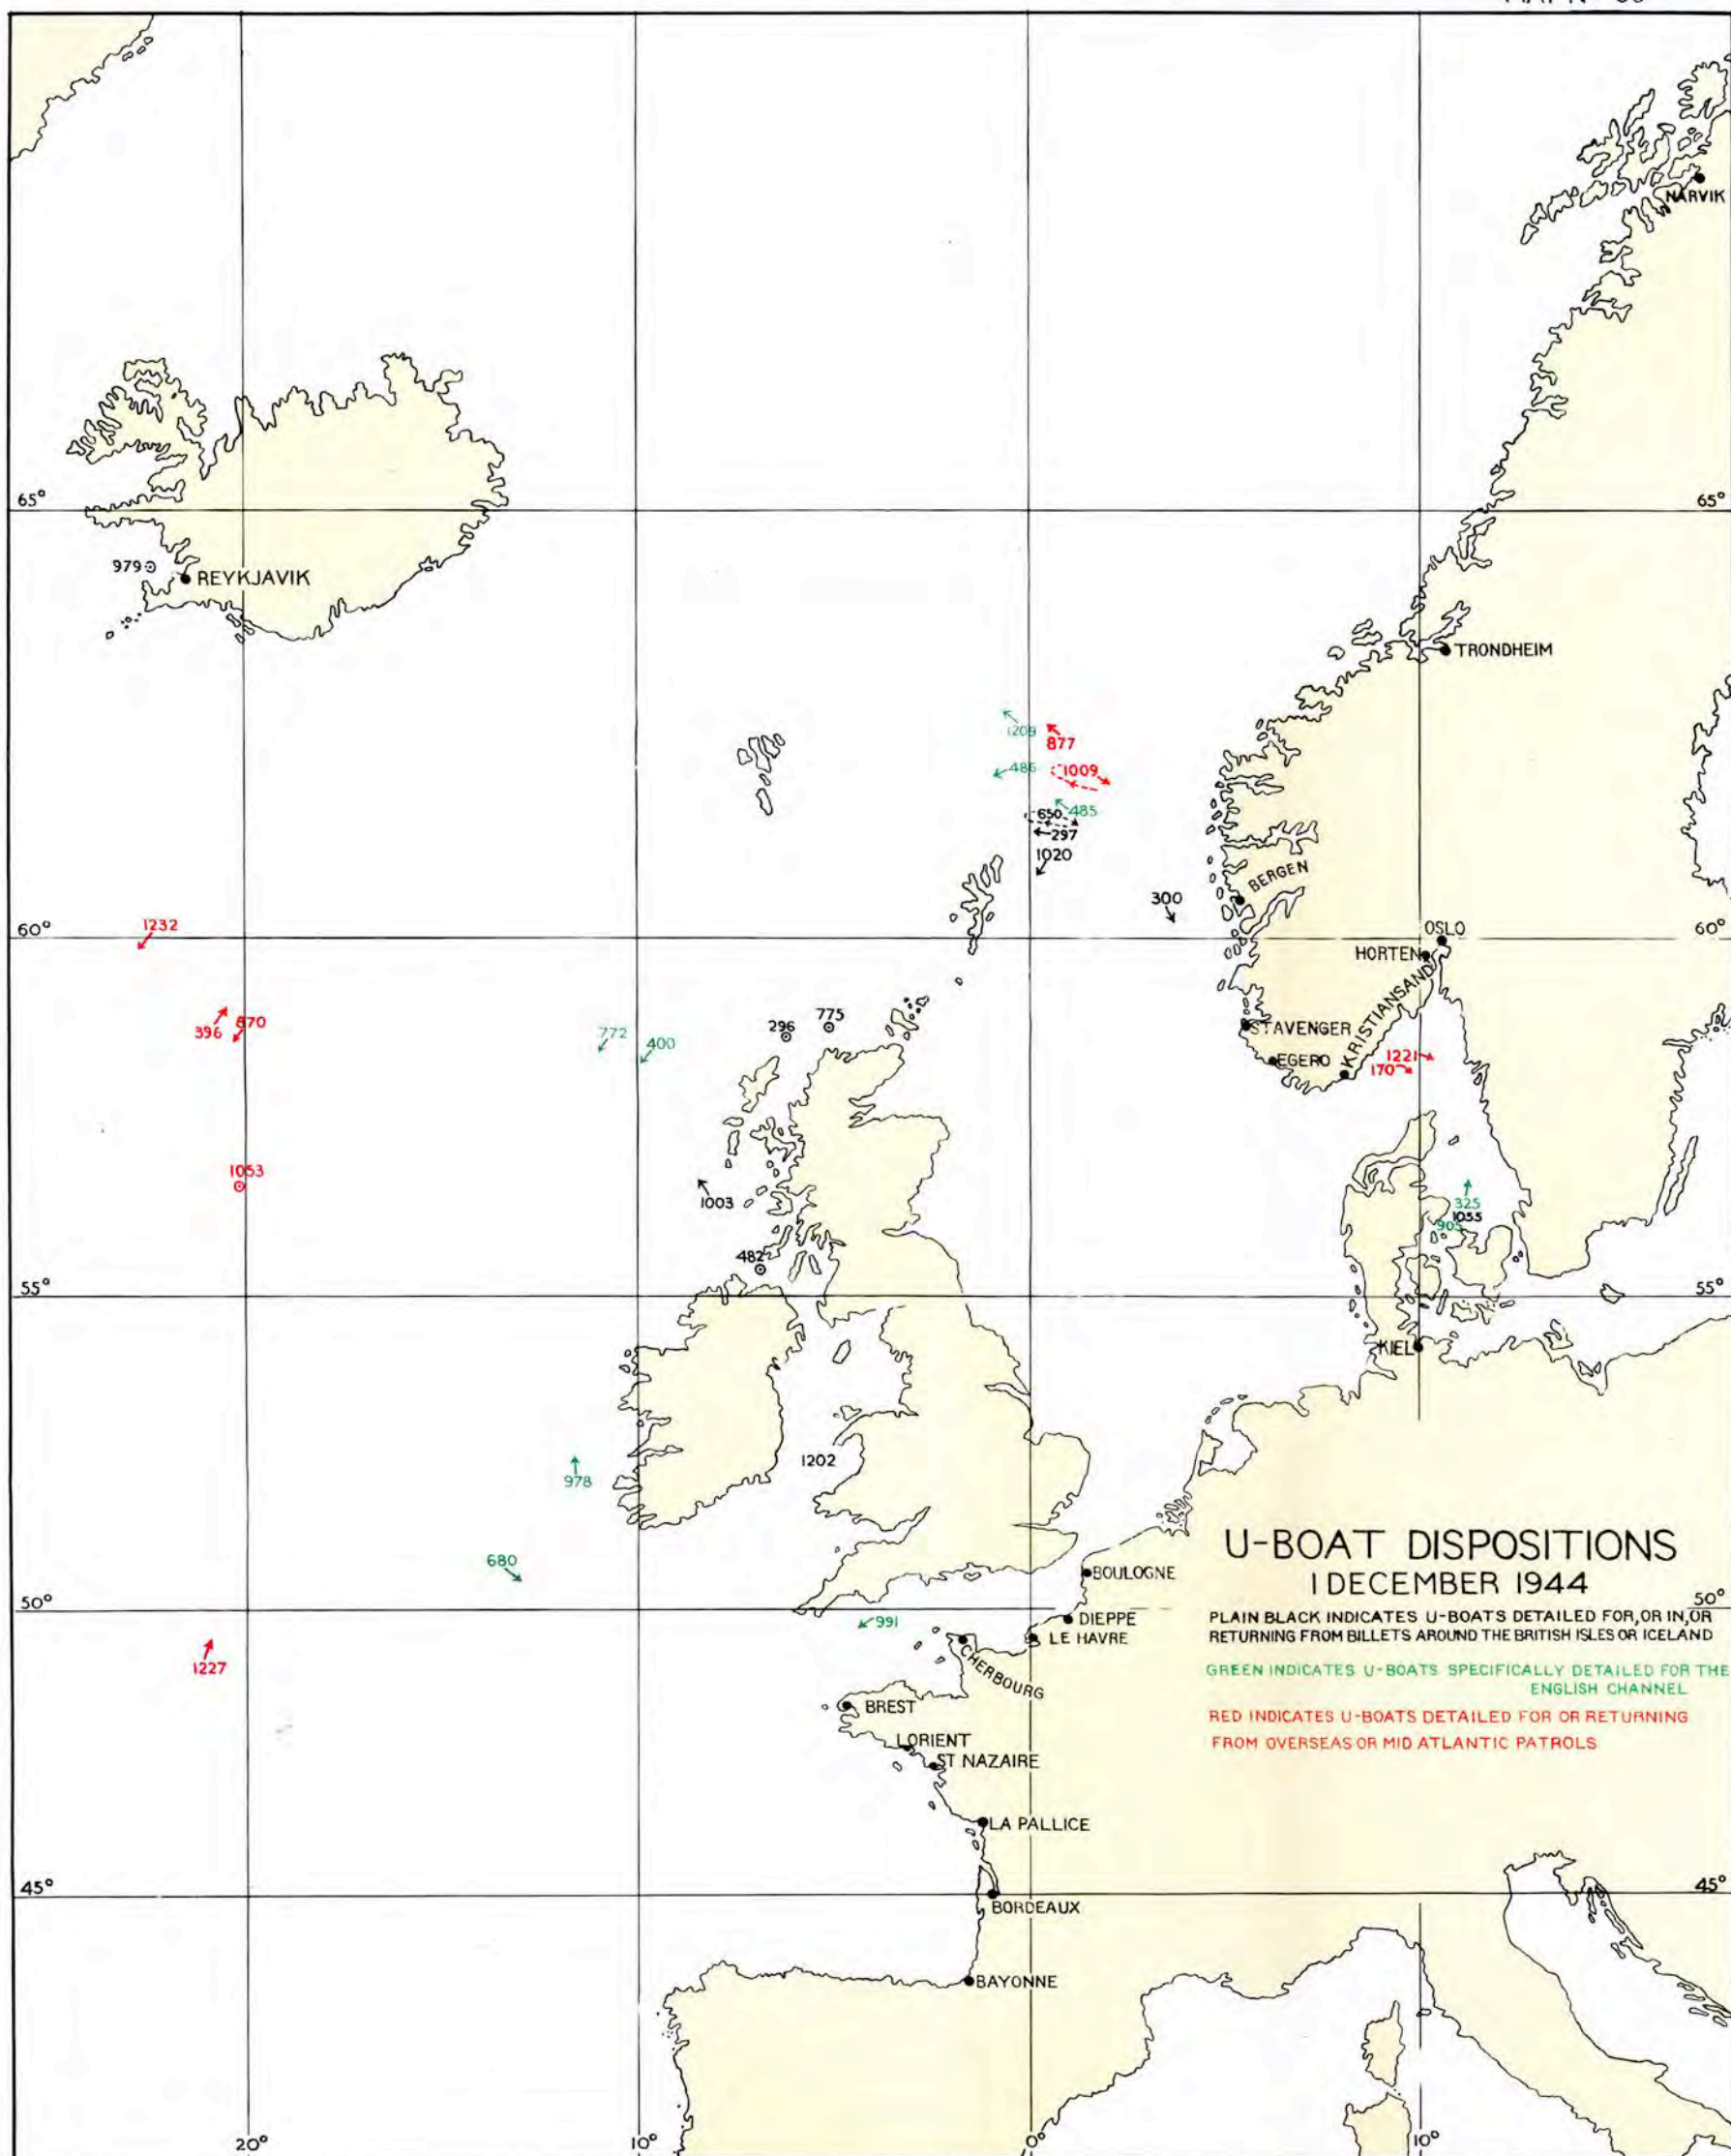 NARVIK
65°
65°
979
REYKJAVIK
TRONDHEIM
1209
877
486
1009
485
650
297
1020
BERGEN
300
1232
60°
60°
OSLO
HORTEN
KRISTIANSAND
396
775
296
772
400
STAVENGER
EGERO
1221
170
1053
1003
325
1055
905
482
55°
55°
KIEL
1202
978
U-BOAT DISPOSITIONS
1 DECEMBER 1944
680
BOULOGNE
50°
50°
DIEPPE
991
LE HAVRE
CHERBOURG
PLAIN BLACK INDICATES U-BOATS DETAILED FOR, OR IN, OR
RETURNING FROM BILLETS AROUND THE BRITISH ISLES OR ICELAND
1227
GREEN INDICATES U-BOATS SPECIFICALLY DETAILED FOR THE
ENGLISH CHANNEL
BREST
RED INDICATES U-BOATS DETAILED FOR OR RETURNING
FROM OVERSEAS OR MID ATLANTIC PATROLS
LORIENT
ST NAZAIRE
LA PALLICE
45°
45°
BORDEAUX
BAYONNE
20°
10°
0°
10°